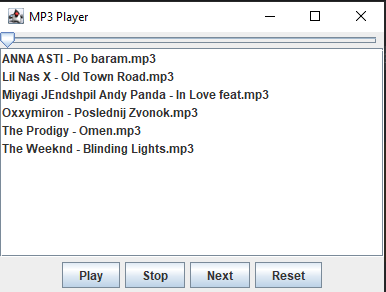 MP3 Player
ANNA ASTI - Po baram.mp3
Lil Nas X - Old Town Road.mp3
Miyagi JEndshpil Andy Panda - In Love feat.mp3
Oxxymiron - Poslednij Zvonok.mp3
The Prodigy - Omen.mp3
The Weeknd - Blinding Lights.mp3
Play Stop Next Reset